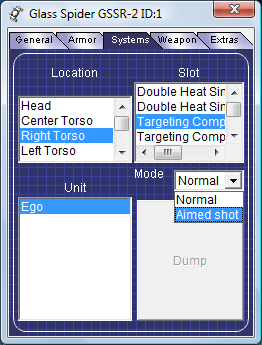 Glass Spider GSSR-2 ID:1
General Armor Systems Weapon Extras
Location Slot
Head
Center Torso
Right Torso
Left Torso
Double Heat Sin
Double Heat Sin
Targeting Comp
Targeting Comp
Mode Normal
Normal
Aimed shot
Unit
Ego
Dump